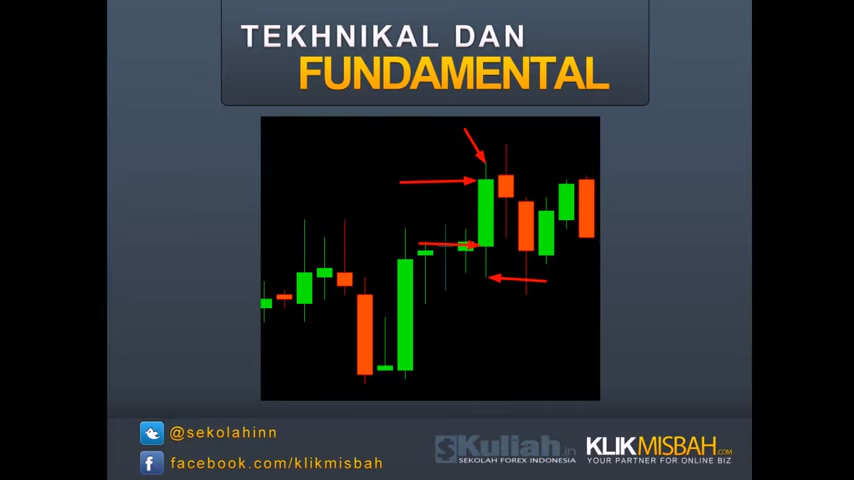 TEKHNIKAL DAN
FUNDAMENTAL
@sekolahinn
facebook.com/klikmisbah
$Kuliah.in
SEKOLAH FOREX INDONESIA
KLIKMISBAH.COM
YOUR PARTNER FOR ONLINE BIZ